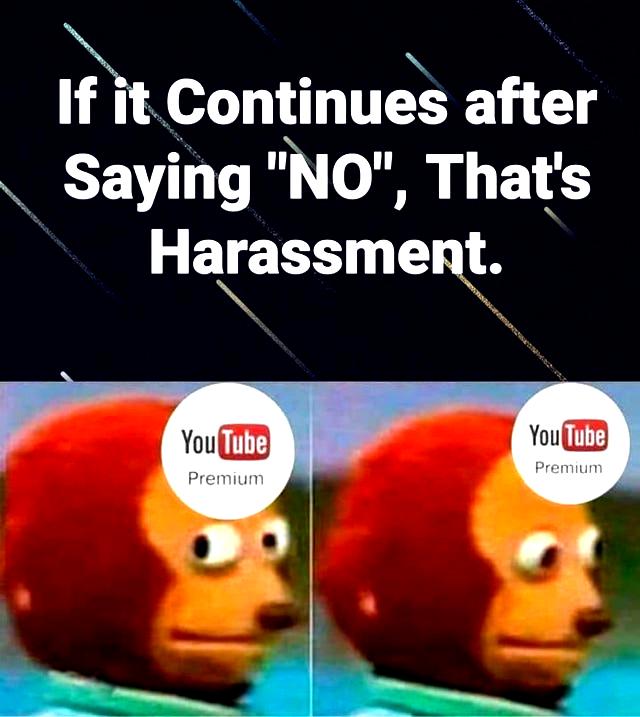 If it Continues after
Saying "NO", That's
Harassment.
YouTube
Premium
YouTube
Premium